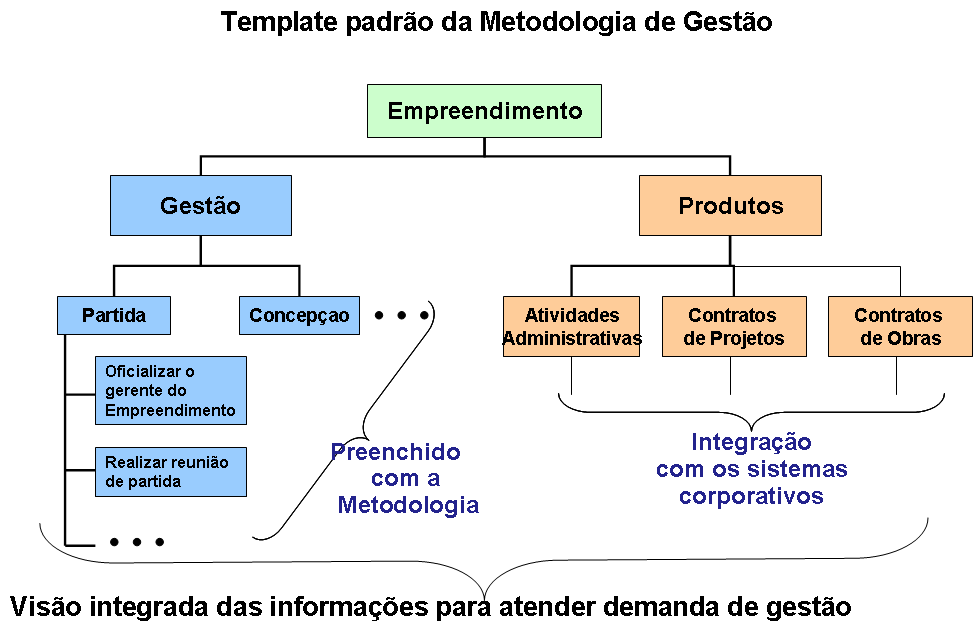 Template padrão da Metodologia de Gestão
Empreendimento
Gestão
Produtos
Partida
Concepçao
• • •
Atividades
Administrativas
Contratos
de Projetos
Contratos
de Obras
Oficializar o
gerente do
Empreendimento
Realizar reunião
de partida
• • •
Preenchido
com a
Metodologia
Integração
com os sistemas
corporativos
Visão integrada das informações para atender demanda de gestão